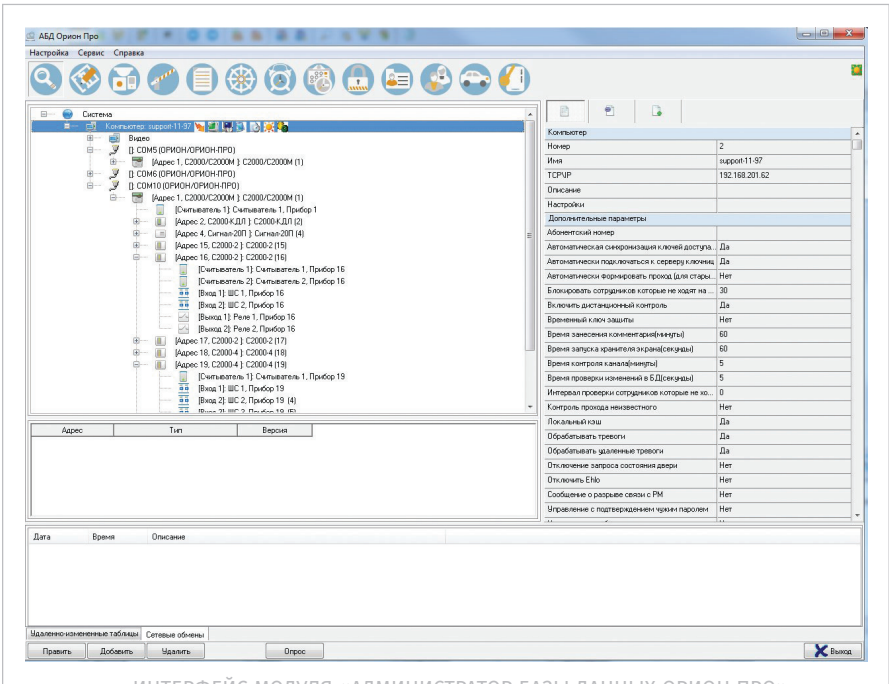 АБД Орион Про
Настройка Сервис Справка
Система
Компьютер: support-11-97
Видео
[]: COM5 (ОРИОН/ОРИОН-ПРО)
[Адрес 1, С2000/С2000М ]: С2000/С2000М (1)
[]: COM6 (ОРИОН/ОРИОН-ПРО)
[]: COM10 (ОРИОН/ОРИОН-ПРО)
[Адрес 1, С2000/С2000М ]: С2000/С2000М (1)
[Считыватель 1]: Считыватель 1, Прибор 1
[Адрес 2, С2000-КДЛ ]: С2000-КДЛ (2)
[Адрес 4, Сигнал-20П ]: Сигнал-20П (4)
[Адрес 15, С2000-2 ]: С2000-2 (15)
[Адрес 16, С2000-2 ]: С2000-2 (16)
[Считыватель 1]: Считыватель 1, Прибор 16
[Считыватель 2]: Считыватель 2, Прибор 16
[Вход 1]: ШС 1, Прибор 16
[Вход 2]: ШС 2, Прибор 16
[Выход 1]: Реле 1, Прибор 16
[Выход 2]: Реле 2, Прибор 16
[Адрес 17, С2000-2 ]: С2000-2 (17)
[Адрес 18, С2000-4 ]: С2000-4 (18)
[Адрес 19, С2000-4 ]: С2000-4 (19)
[Считыватель 1]: Считыватель 1, Прибор 19
[Вход 1]: ШС 1, Прибор 19
[Вход 2]: ШС 2, Прибор 19 (4)
[Вход 3]: ШС 3, Прибор 19 (5)
Адрес Тип Версия
Компьютер
Номер 2
Имя support-11-97
TCP\IP 192.168.201.62
Описание
Настройки
Дополнительные параметры
Абонентский номер
Автоматическая синхронизация ключей доступа... Да
Автоматически подключаться к серверу ключниц Да
Автоматически формировать проход (для стары... Нет
Блокировать сотрудников которые не ходят на ... 30
Включить дистанционный контроль Да
Временный ключ защиты Нет
Время занесения комментария(минуты) 60
Время запуска хранителя экрана(секунды) 60
Время контроля канала(минуты) 5
Время проверки изменений в БД(секунды) 5
Интервал проверки сотрудников которые не хо... 0
Контроль прохода неизвестного Нет
Локальный кэш Да
Обрабатывать тревоги Да
Обрабатывать удаленные тревоги Да
Отключение запроса состояния двери Нет
Отключить Ehlo Нет
Сообщение о разрыве связи с РМ Нет
Управление с подтверждением чужим паролем Нет
Дата Время Описание
Удаленно-измененные таблицы Сетевые обмены
Править Добавить Удалить Опрос Выход
ИНТЕРФЕЙС МОДУЛЯ АДМИНИСТРАТОР БАЗЫ ДАННЫХ ОРИОН ПРО